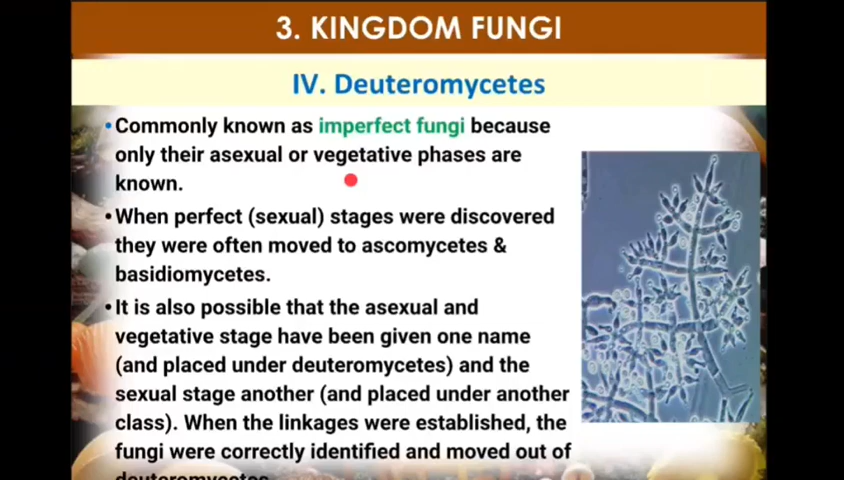 3. KINGDOM FUNGI
IV. Deuteromycetes
•Commonly known as imperfect fungi because
only their asexual or vegetative phases are
known.
•When perfect (sexual) stages were discovered
they were often moved to ascomycetes &
basidiomycetes.
•It is also possible that the asexual and
vegetative stage have been given one name
(and placed under deuteromycetes) and the
sexual stage another (and placed under another
class). When the linkages were established, the
fungi were correctly identified and moved out of
deuteromycetes.